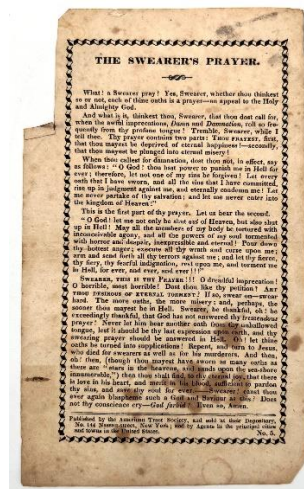 THE SWEARER'S PRAYER.
What! a Swearer pray! Yes, Swearer, whether thou thinkest
so or not, each of thine oaths is a prayer—an appeal to the Holy
and Almighty God.
And what is it, thinkest thou, Swearer, that thou dost call for,
when the awful imprecations, Damn and Damnation, roll so fre-
quently from thy profane tongue! Tremble, Swearer, while I
tell thee. Thy prayer contains two parts: Thou prayest, first,
that thou mayest be deprived of eternal happiness!—secondly,
that thou mayest be plunged into eternal misery!
When thou callest for damnation, dost thou not, in effect, say
as follows: "O God! thou hast power to punish me in Hell for
ever; therefore, let not one of my sins be forgiven! Let every
oath that I have sworn, and all the sins that I have committed,
rise up in judgment against me, and eternally condemn me! Let
me never partake of thy salvation; and let me never enter into
the kingdom of Heaven!"
This is the first part of thy prayer. Let us hear the second.
"O God! let me not only be shut out of Heaven, but also shut
up in Hell! May all the members of my body be tortured with
inconceivable agony, and all the powers of my soul tormented
with horror and despair, inexpressible and eternal! Pour down
thy hottest anger; execute all thy wrath and curse upon me;
arm and send forth all thy terrors against me; and let thy fierce,
thy fiery, thy fearful indignation, rest upon me, and torment me
in Hell, for ever, and ever, and ever!!!"
Swearer, this is thy Prayer!!! O dreadful imprecation!
O horrible, most horrible! Dost thou like thy petition? Art
thou desirous of eternal torment? If so, swear on—swear
hard. The more oaths, the more misery; and, perhaps, the
sooner thou mayest be in Hell. Swearer, be thankful, oh! be
exceedingly thankful, that God has not answered thy tremendous
prayer! Never let him hear another oath from thy unhallowed
tongue, lest it should be thy last expression upon earth, and thy
swearing prayer should be answered in Hell. Oh! let thine
oaths be turned into supplications! Repent, and turn to Jesus,
who died for swearers as well as for his murderers. And then,
oh! then, (though thou mayest have sworn as many oaths as
there are "stars in the heavens, and sands upon the sea-shore
innumerable,") then thou shalt find, to thy eternal joy, that there
is love in his heart, and merit in his blood, sufficient to pardon
thy sins, and save thy soul for ever.—Swearer! canst thou
ever again blaspheme such a God and Saviour as this? Does
not thy conscience cry—God forbid? Even so, Amen.
Published by the American Tract Society, and sold at their Depository,
No. 144 Nassau-street, New York; and by Agents in the principal cities
and towns in the United States.
No. 5.